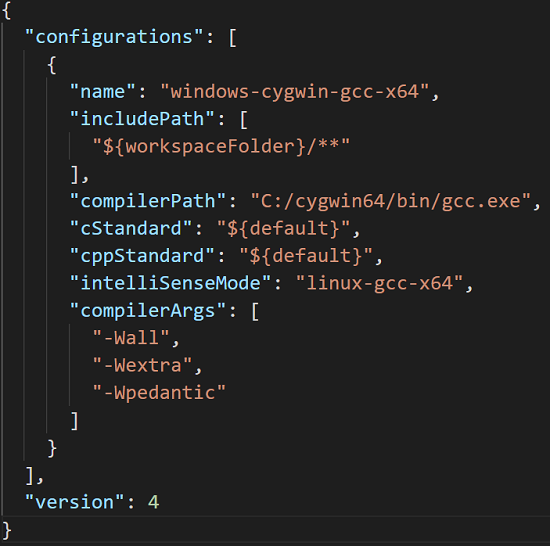 {
  "configurations": [
    {
      "name": "windows-cygwin-gcc-x64",
      "includePath": [
        "${workspaceFolder}/**"
      ],
      "compilerPath": "C:/cygwin64/bin/gcc.exe",
      "cStandard": "${default}",
      "cppStandard": "${default}",
      "intelliSenseMode": "linux-gcc-x64",
      "compilerArgs": [
        "-Wall",
        "-Wextra",
        "-Wpedantic"
      ]
    }
  ],
  "version": 4
}